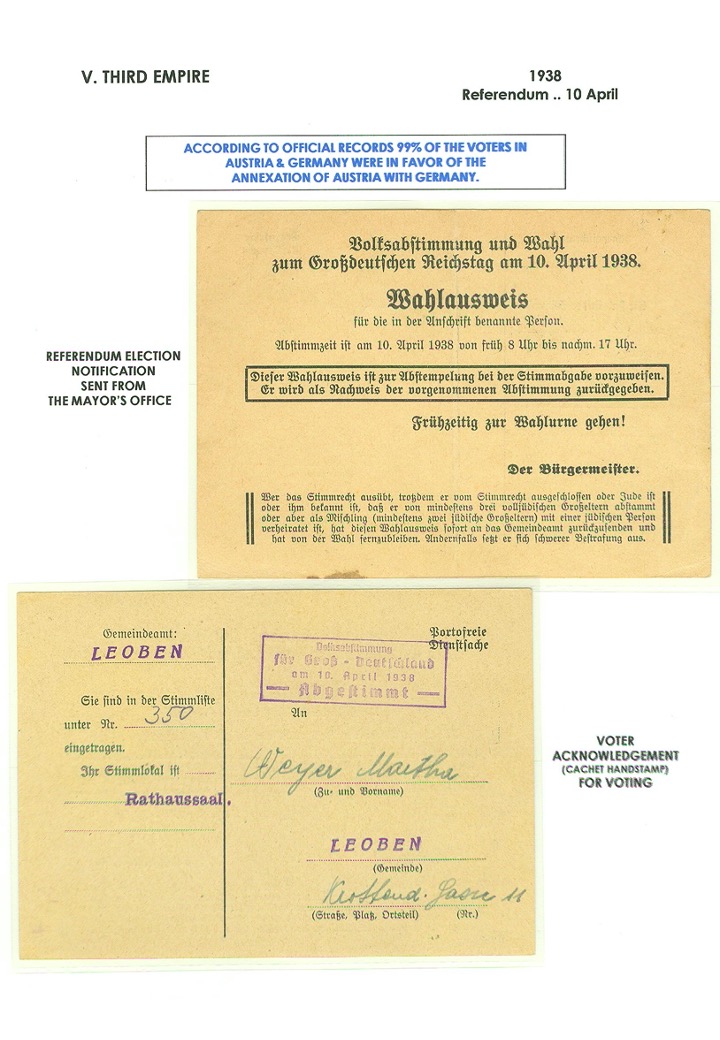 V. THIRD EMPIRE
1938
Referendum .. 10 April
ACCORDING TO OFFICIAL RECORDS 99% OF THE VOTERS IN
AUSTRIA & GERMANY WERE IN FAVOR OF THE
ANNEXATION OF AUSTRIA WITH GERMANY.
Volksabstimmung und Wahl
zum Großdeutschen Reichstag am 10. April 1938.
Wahlausweis
für die in der Anschrift benannte Person.
Abstimmzeit ist am 10. April 1938 von früh 8 Uhr bis nachm. 17 Uhr.
Dieser Wahlausweis ist zur Abstempelung bei der Stimmabgabe vorzuweisen.
Er wird als Nachweis der vorgenommenen Abstimmung zurückgegeben.
Frühzeitig zur Wahlurne gehen!
Der Bürgermeister.
Wer das Stimmrecht ausübt, trotzdem er vom Stimmrecht ausgeschlossen oder Jude ist
oder ihm bekannt ist, daß er von mindestens drei volljüdischen Großeltern abstammt
oder aber als Mischling (mindestens zwei jüdische Großeltern) mit einer jüdischen Person
verheiratet ist, hat diesen Wahlausweis sofort an das Gemeindeamt zurückzusenden und
hat von der Wahl fernzubleiben. Andernfalls setzt er sich schwerer Bestrafung aus.
REFERENDUM ELECTION
NOTIFICATION
SENT FROM
THE MAYOR'S OFFICE
Gemeindeamt:
LEOBEN
Sie sind in der Stimmliste
unter Nr. 350
eingetragen.
Ihr Stimmlokal ist
Rathaussaal.
Portofreie
Dienstsache
Volksabstimmung
für Groß-Deutschland
am 10. April 1938
— Abgestimmt —
An
Weyer Martha
(Zu- und Vorname)
LEOBEN
(Gemeinde)
11
(Straße, Platz, Ortsteil) (Nr.)
VOTER
ACKNOWLEDGEMENT
(CACHET HANDSTAMP)
FOR VOTING